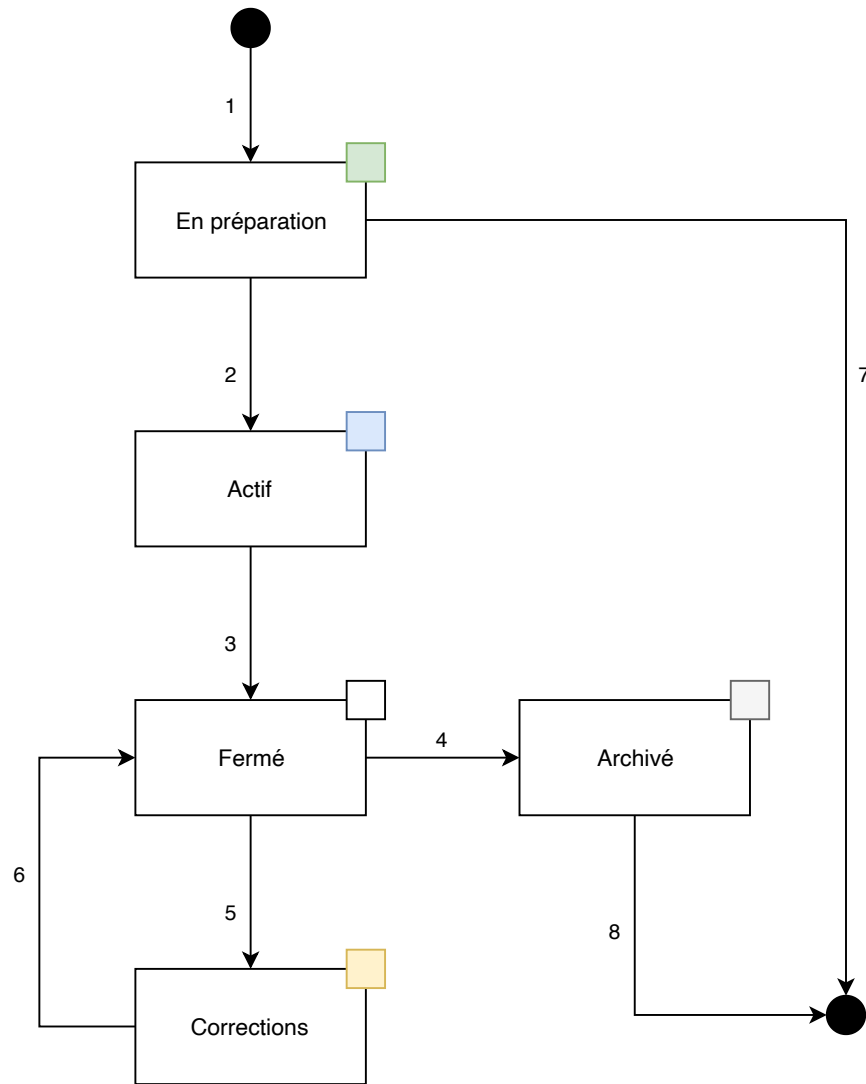 1
En préparation
2
7
Actif
3
Fermé
4
Archivé
6
5
8
Corrections